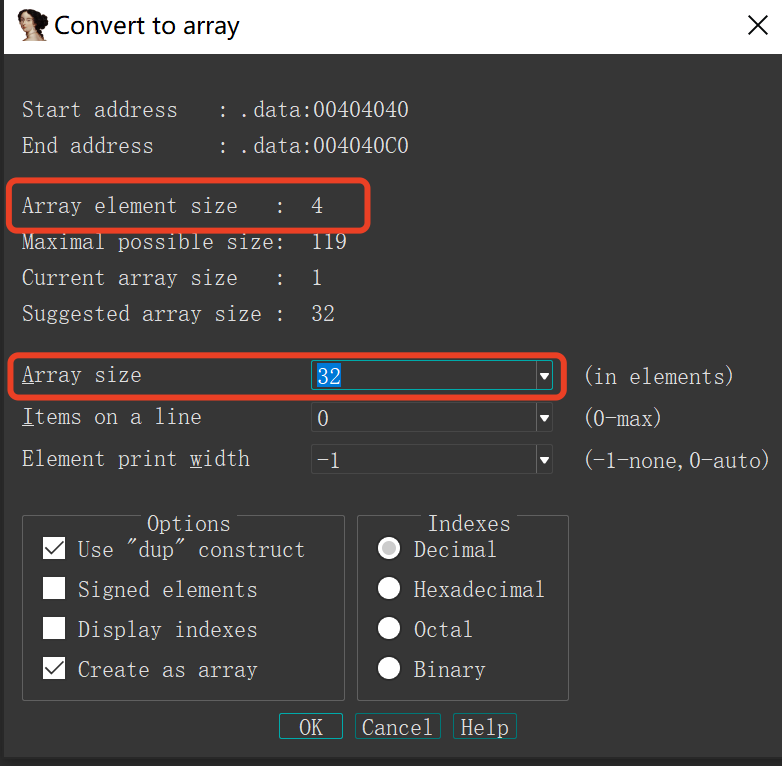 Convert to array
Start address : .data:00404040
End address : .data:004040C0
Array element size : 4
Maximal possible size: 119
Current array size : 1
Suggested array size : 32
Array size 32 (in elements)
Items on a line 0 (0-max)
Element print width -1 (-1-none,0-auto)
Options
Use "dup" construct
Signed elements
Display indexes
Create as array
Indexes
Decimal
Hexadecimal
Octal
Binary
OK Cancel Help